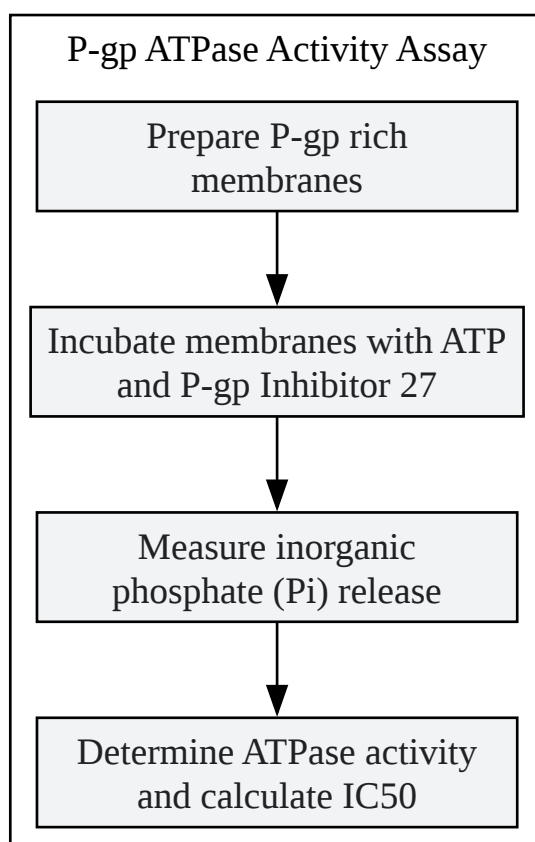 P-gp ATPase Activity Assay
Prepare P-gp rich
membranes
Incubate membranes with ATP
and P-gp Inhibitor 27
Measure inorganic
phosphate (Pi) release
Determine ATPase activity
and calculate IC50